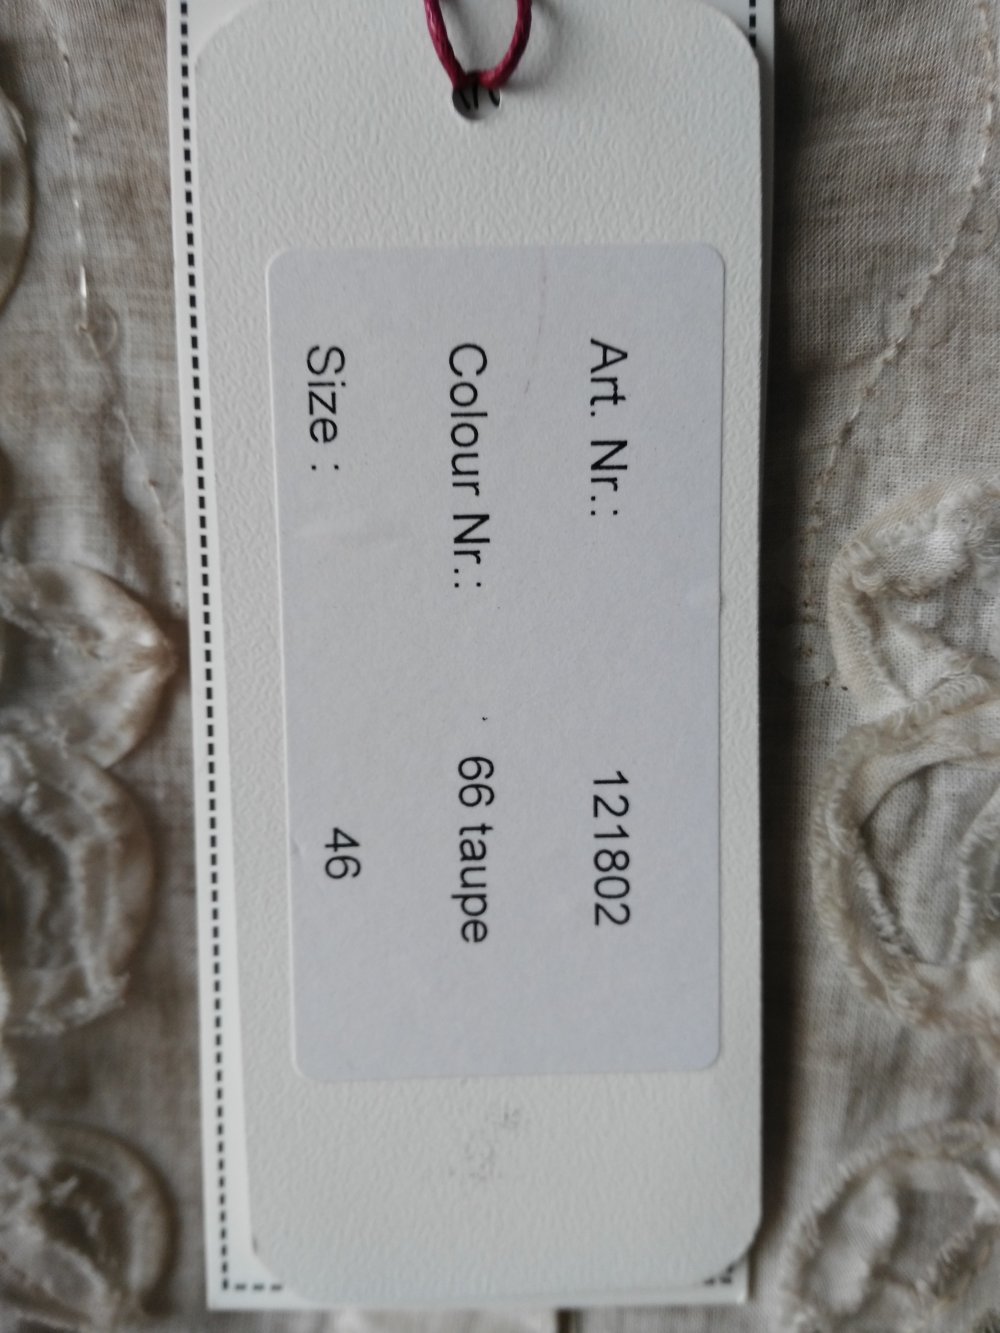 Art. Nr.: 121802
Colour Nr.: 66 taupe
Size : 46